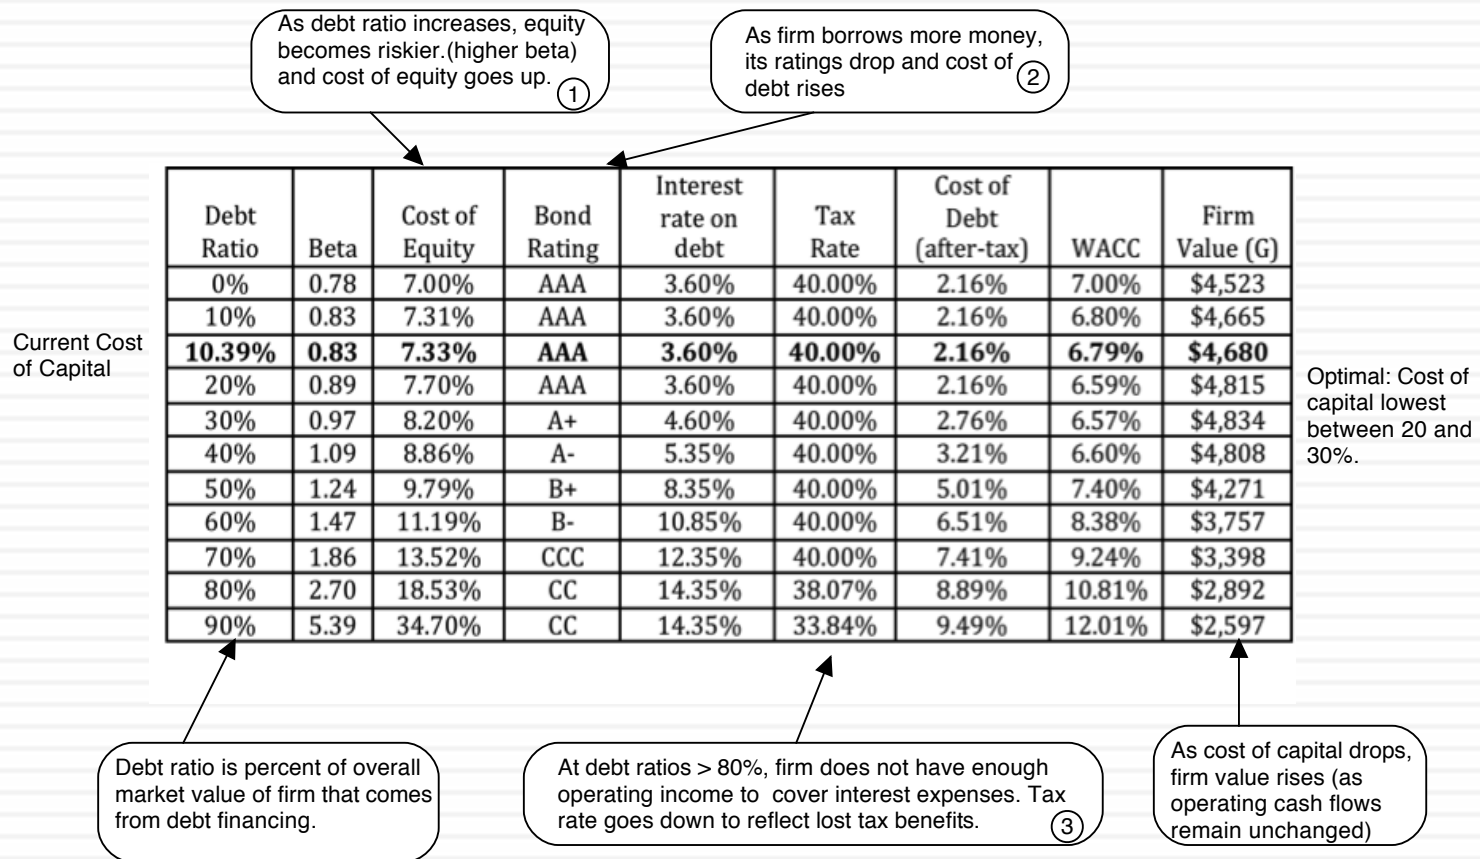 As debt ratio increases, equity
becomes riskier.(higher beta)
and cost of equity goes up.
1
As firm borrows more money,
its ratings drop and cost of
debt rises
2
Debt Ratio | Beta | Cost of Equity | Bond Rating | Interest rate on debt | Tax Rate | Cost of Debt (after-tax) | WACC | Firm Value (G)
0% | 0.78 | 7.00% | AAA | 3.60% | 40.00% | 2.16% | 7.00% | $4,523
10% | 0.83 | 7.31% | AAA | 3.60% | 40.00% | 2.16% | 6.80% | $4,665
10.39% | 0.83 | 7.33% | AAA | 3.60% | 40.00% | 2.16% | 6.79% | $4,680
20% | 0.89 | 7.70% | AAA | 3.60% | 40.00% | 2.16% | 6.59% | $4,815
30% | 0.97 | 8.20% | A+ | 4.60% | 40.00% | 2.76% | 6.57% | $4,834
40% | 1.09 | 8.86% | A- | 5.35% | 40.00% | 3.21% | 6.60% | $4,808
50% | 1.24 | 9.79% | B+ | 8.35% | 40.00% | 5.01% | 7.40% | $4,271
60% | 1.47 | 11.19% | B- | 10.85% | 40.00% | 6.51% | 8.38% | $3,757
70% | 1.86 | 13.52% | CCC | 12.35% | 40.00% | 7.41% | 9.24% | $3,398
80% | 2.70 | 18.53% | CC | 14.35% | 38.07% | 8.89% | 10.81% | $2,892
90% | 5.39 | 34.70% | CC | 14.35% | 33.84% | 9.49% | 12.01% | $2,597
Current Cost
of Capital
Optimal: Cost of
capital lowest
between 20 and
30%.
Debt ratio is percent of overall
market value of firm that comes
from debt financing.
At debt ratios > 80%, firm does not have enough
operating income to cover interest expenses. Tax
rate goes down to reflect lost tax benefits.
3
As cost of capital drops,
firm value rises (as
operating cash flows
remain unchanged)